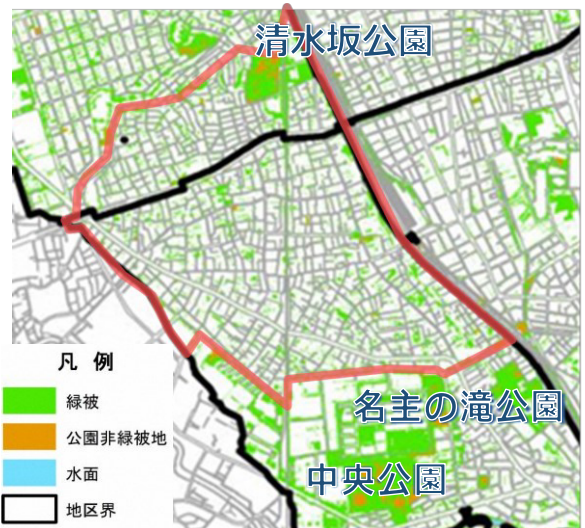 清水坂公園
名主の滝公園
中央公園
凡例
緑被
公園非緑被地
水面
地区界